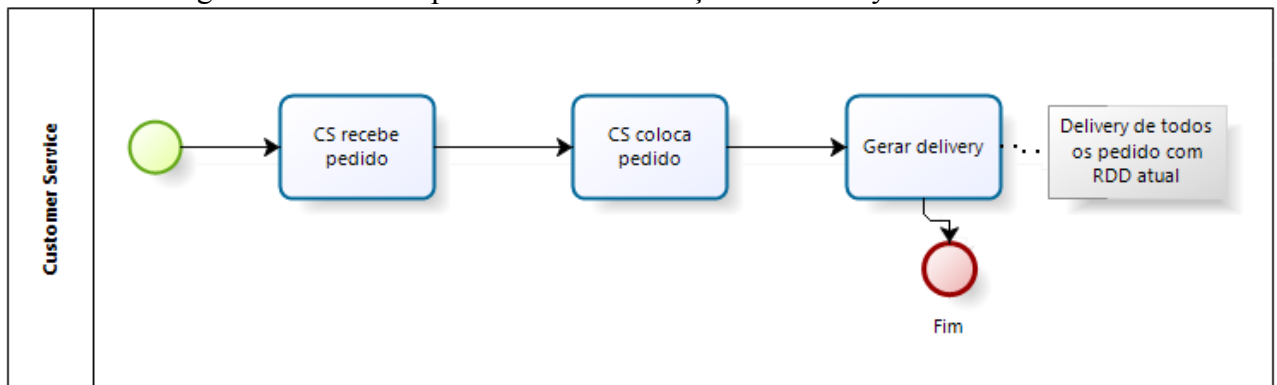 Customer Service
CS recebe
pedido
CS coloca
pedido
Gerar delivery
Delivery de todos
os pedido com
RDD atual
Fim